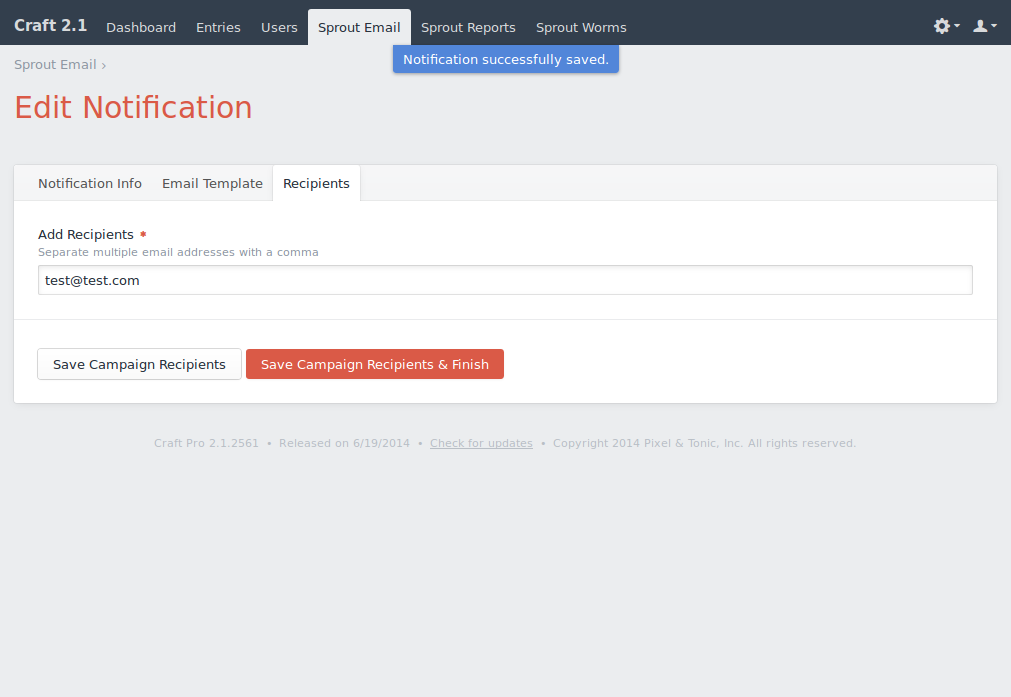 Craft 2.1 Dashboard Entries Users Sprout Email Sprout Reports Sprout Worms
Notification successfully saved.
Sprout Email ›
Edit Notification
Notification Info Email Template Recipients
Add Recipients *
Separate multiple email addresses with a comma
test@test.com
Save Campaign Recipients Save Campaign Recipients & Finish
Craft Pro 2.1.2561 • Released on 6/19/2014 • Check for updates • Copyright 2014 Pixel & Tonic, Inc. All rights reserved.